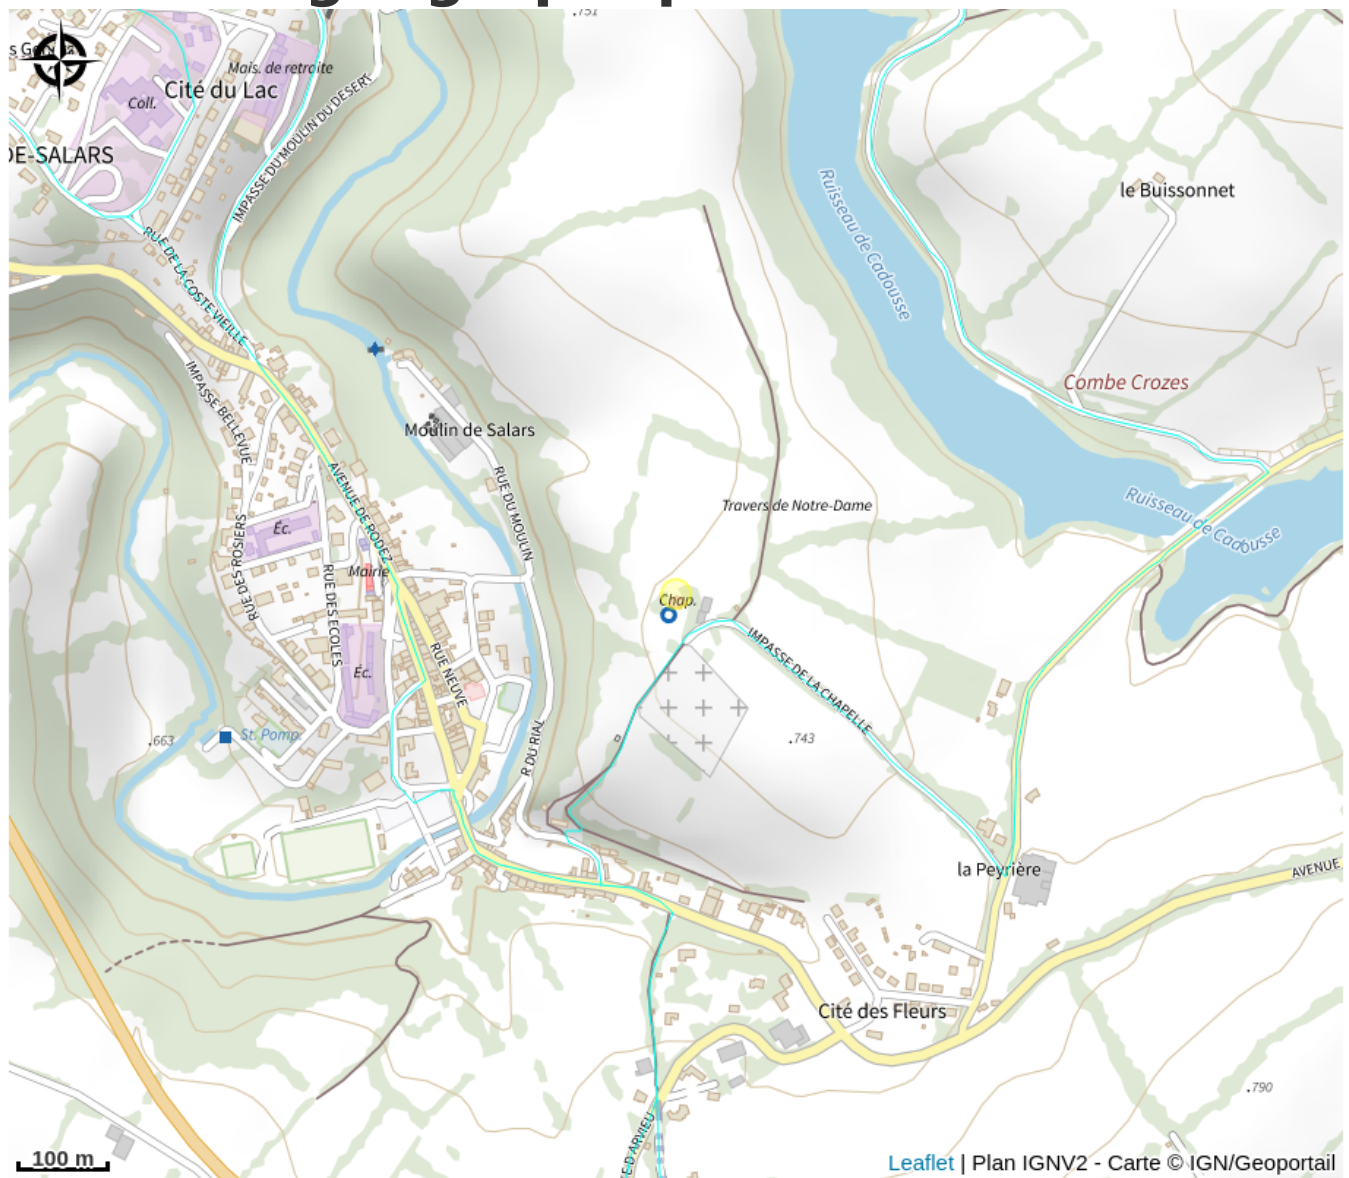 .751
Mais. de retraite
Cité du Lac
Coll.
DE-SALARS
IMPASSE DU MOULIN DU DESERT
Ruisseau de Cadousse
le Buissonnet
RUE DE LA COSTE VIEILLE
IMPASSE BELLEVUE
Combe Crozes
Moulin de Salars
AVENUE DE RODEZ
RUE DU MOULIN
Travers de Notre-Dame
Ruisseau de Cadousse
Éc.
RUE DES ROSIERS
Mairie
RUE DES ECOLES
Chap.
IMPASSE DE LA CHAPELLE
RUE NEUVE
Éc.
.663
St. Pomp.
R DU RIAL
.743
la Peyrière
AVENUE
Cité des Fleurs
.790
E D'ARVIEU
100 m
Leaflet | Plan IGNV2 - Carte © IGN/Geoportail